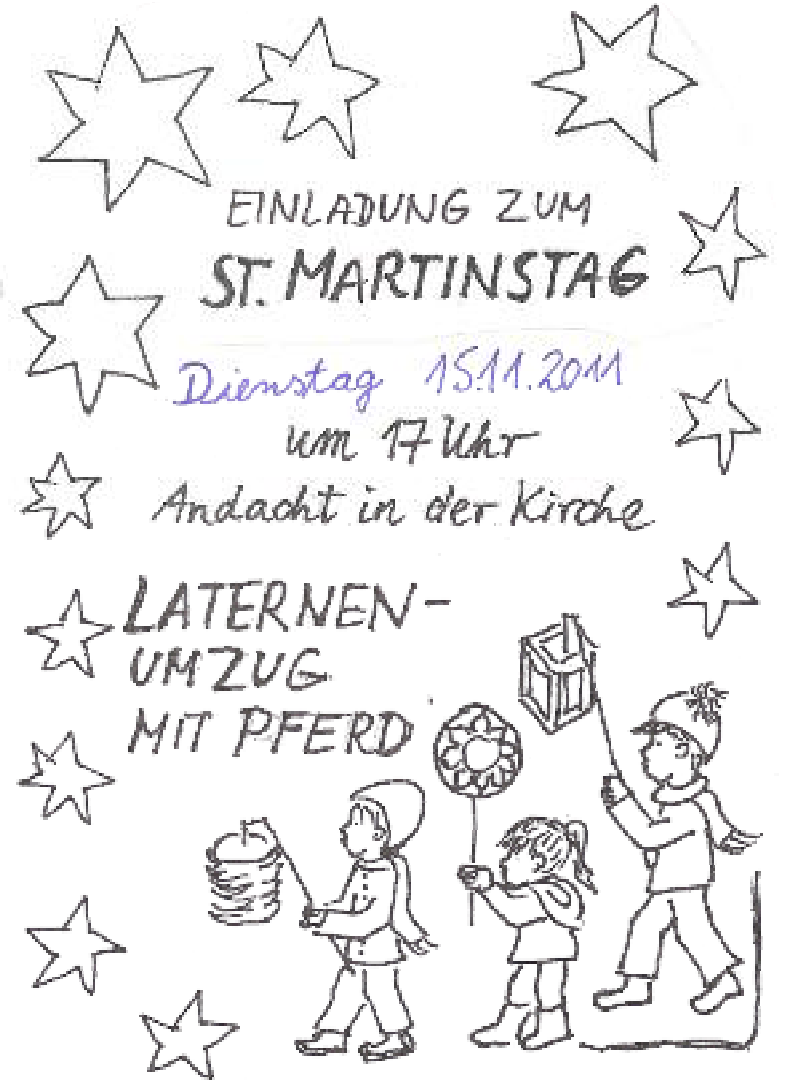 EINLADUNG ZUM
ST. MARTINSTAG
Dienstag 15.11.2011
um 17 Uhr
Andacht in der Kirche
LATERNEN-
UMZUG
MIT PFERD